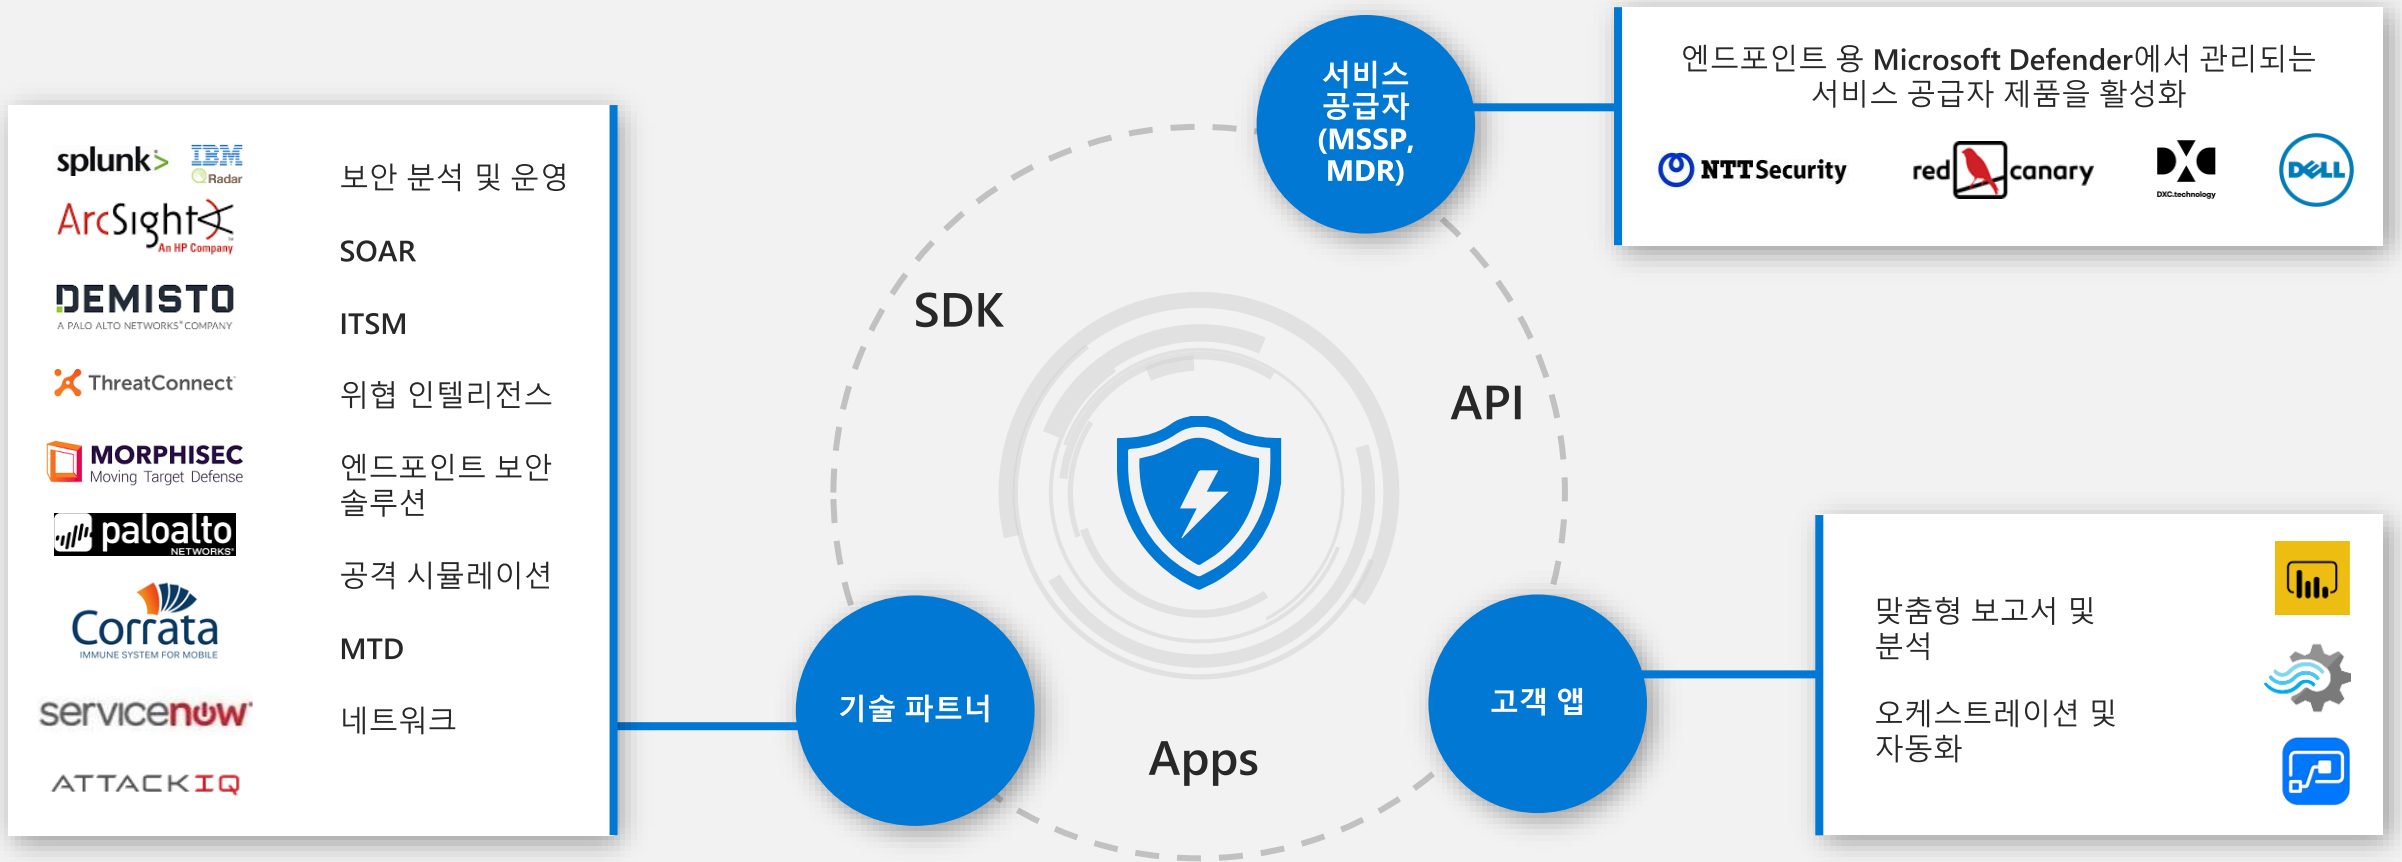 splunk>
IBM
QRadar
ArcSight
An HP Company
DEMISTO
A PALO ALTO NETWORKS® COMPANY
ThreatConnect
MORPHISEC
Moving Target Defense
paloalto
NETWORKS®
Corrata
IMMUNE SYSTEM FOR MOBILE
servicenow
ATTACKIQ
보안 분석 및 운영
SOAR
ITSM
위협 인텔리전스
엔드포인트 보안
솔루션
공격 시뮬레이션
MTD
네트워크
기술 파트너
SDK
API
Apps
서비스
공급자
(MSSP,
MDR)
엔드포인트 용 Microsoft Defender에서 관리되는
서비스 공급자 제품을 활성화
NTT Security
red canary
DXC.technology
DELL
고객 앱
맞춤형 보고서 및
분석
오케스트레이션 및
자동화